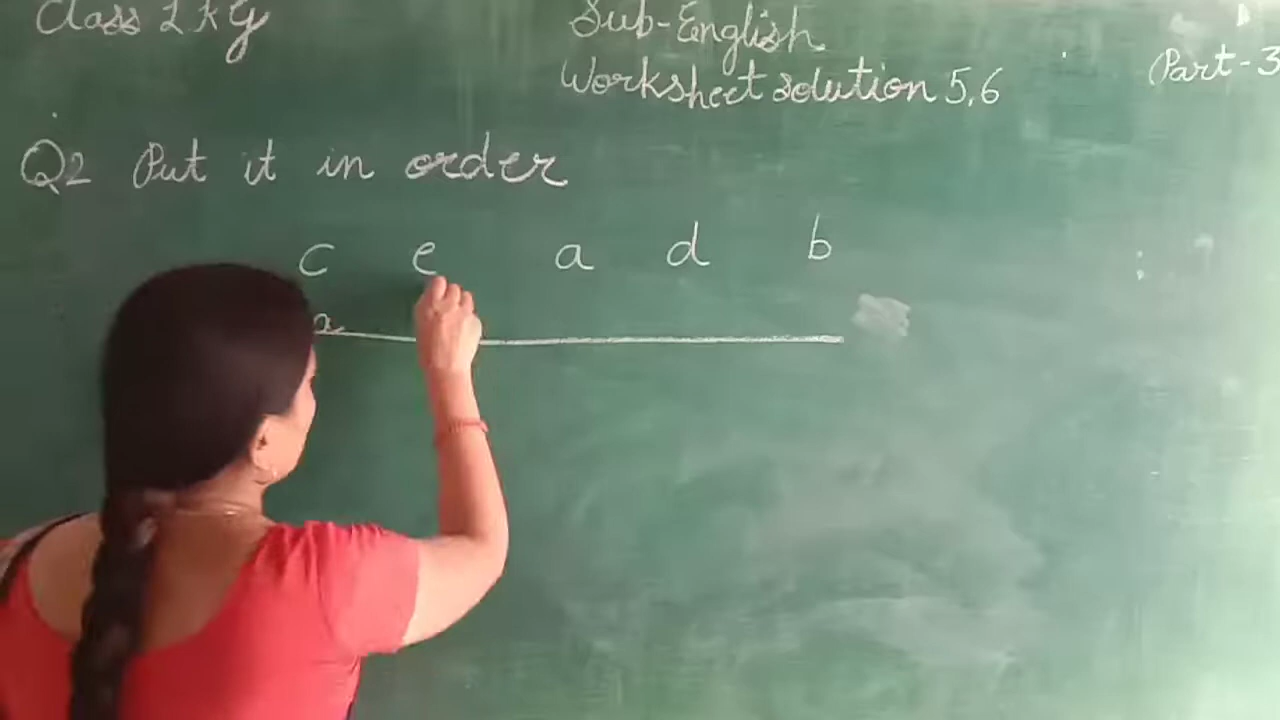 Class LKG
Sub-English
Worksheet solution 5,6
Part-3
Q2 Put it in order
c e a d b
a